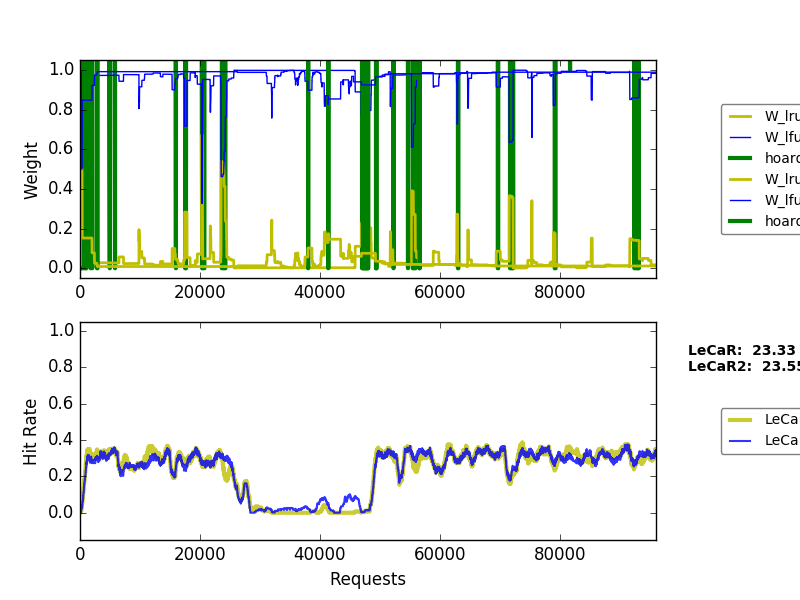 1.0
0.8
0.6
0.4
0.2
0.0
Weight
0 20000 40000 60000 80000
W_lru
W_lfu
hoard
W_lru
W_lfu
hoard
1.0
0.8
0.6
0.4
0.2
0.0
Hit Rate
0 20000 40000 60000 80000
Requests
LeCaR: 23.33
LeCaR2: 23.55
LeCa
LeCa